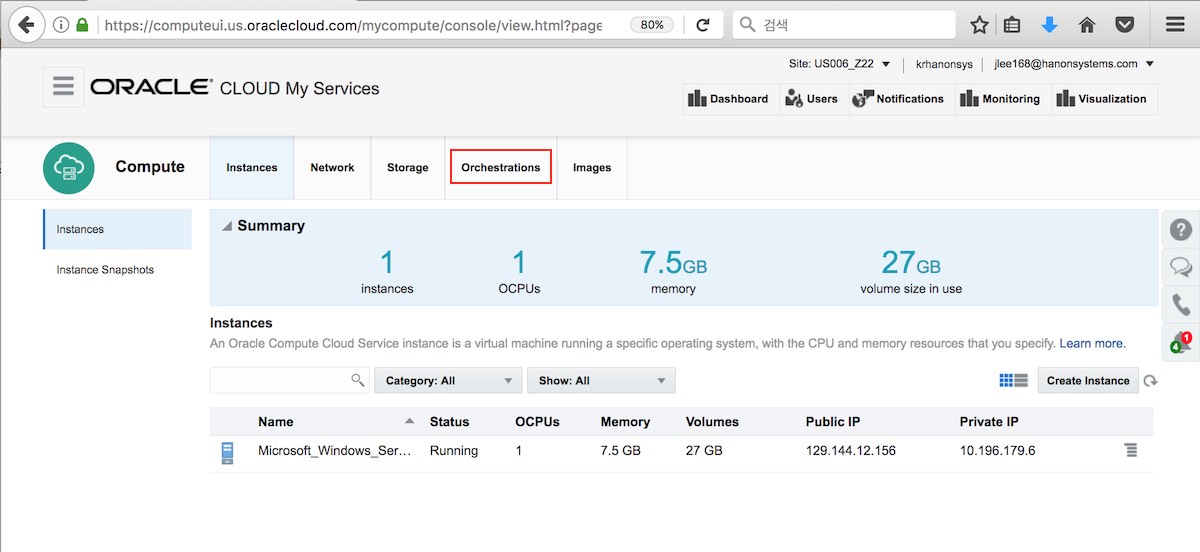 https://computeui.us.oraclecloud.com/mycompute/console/view.html?page
80%
검색
Site: US006_Z22
krhanonsys
jlee168@hanonsystems.com
ORACLE® CLOUD My Services
Dashboard
Users
Notifications
Monitoring
Visualization
Compute
Instances
Network
Storage
Orchestrations
Images
Instances
Instance Snapshots
Summary
1
instances
1
OCPUs
7.5GB
memory
27GB
volume size in use
?
1
4
Instances
An Oracle Compute Cloud Service instance is a virtual machine running a specific operating system, with the CPU and memory resources that you specify. Learn more.
Category: All
Show: All
Create Instance
Name Status OCPUs Memory Volumes Public IP Private IP
Microsoft_Windows_Ser... Running 1 7.5 GB 27 GB 129.144.12.156 10.196.179.6